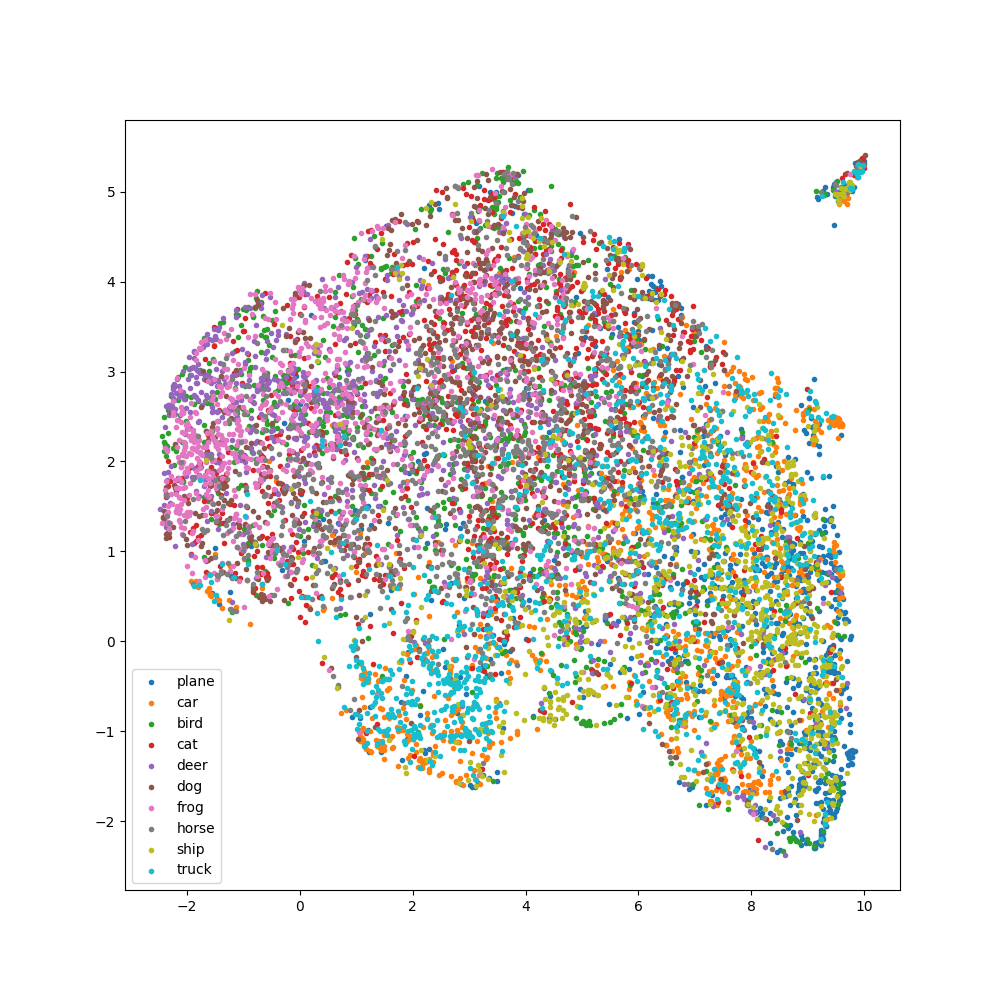 5
4
3
2
1
0
−1
−2
plane
car
bird
cat
deer
dog
frog
horse
ship
truck
−2 0 2 4 6 8 10